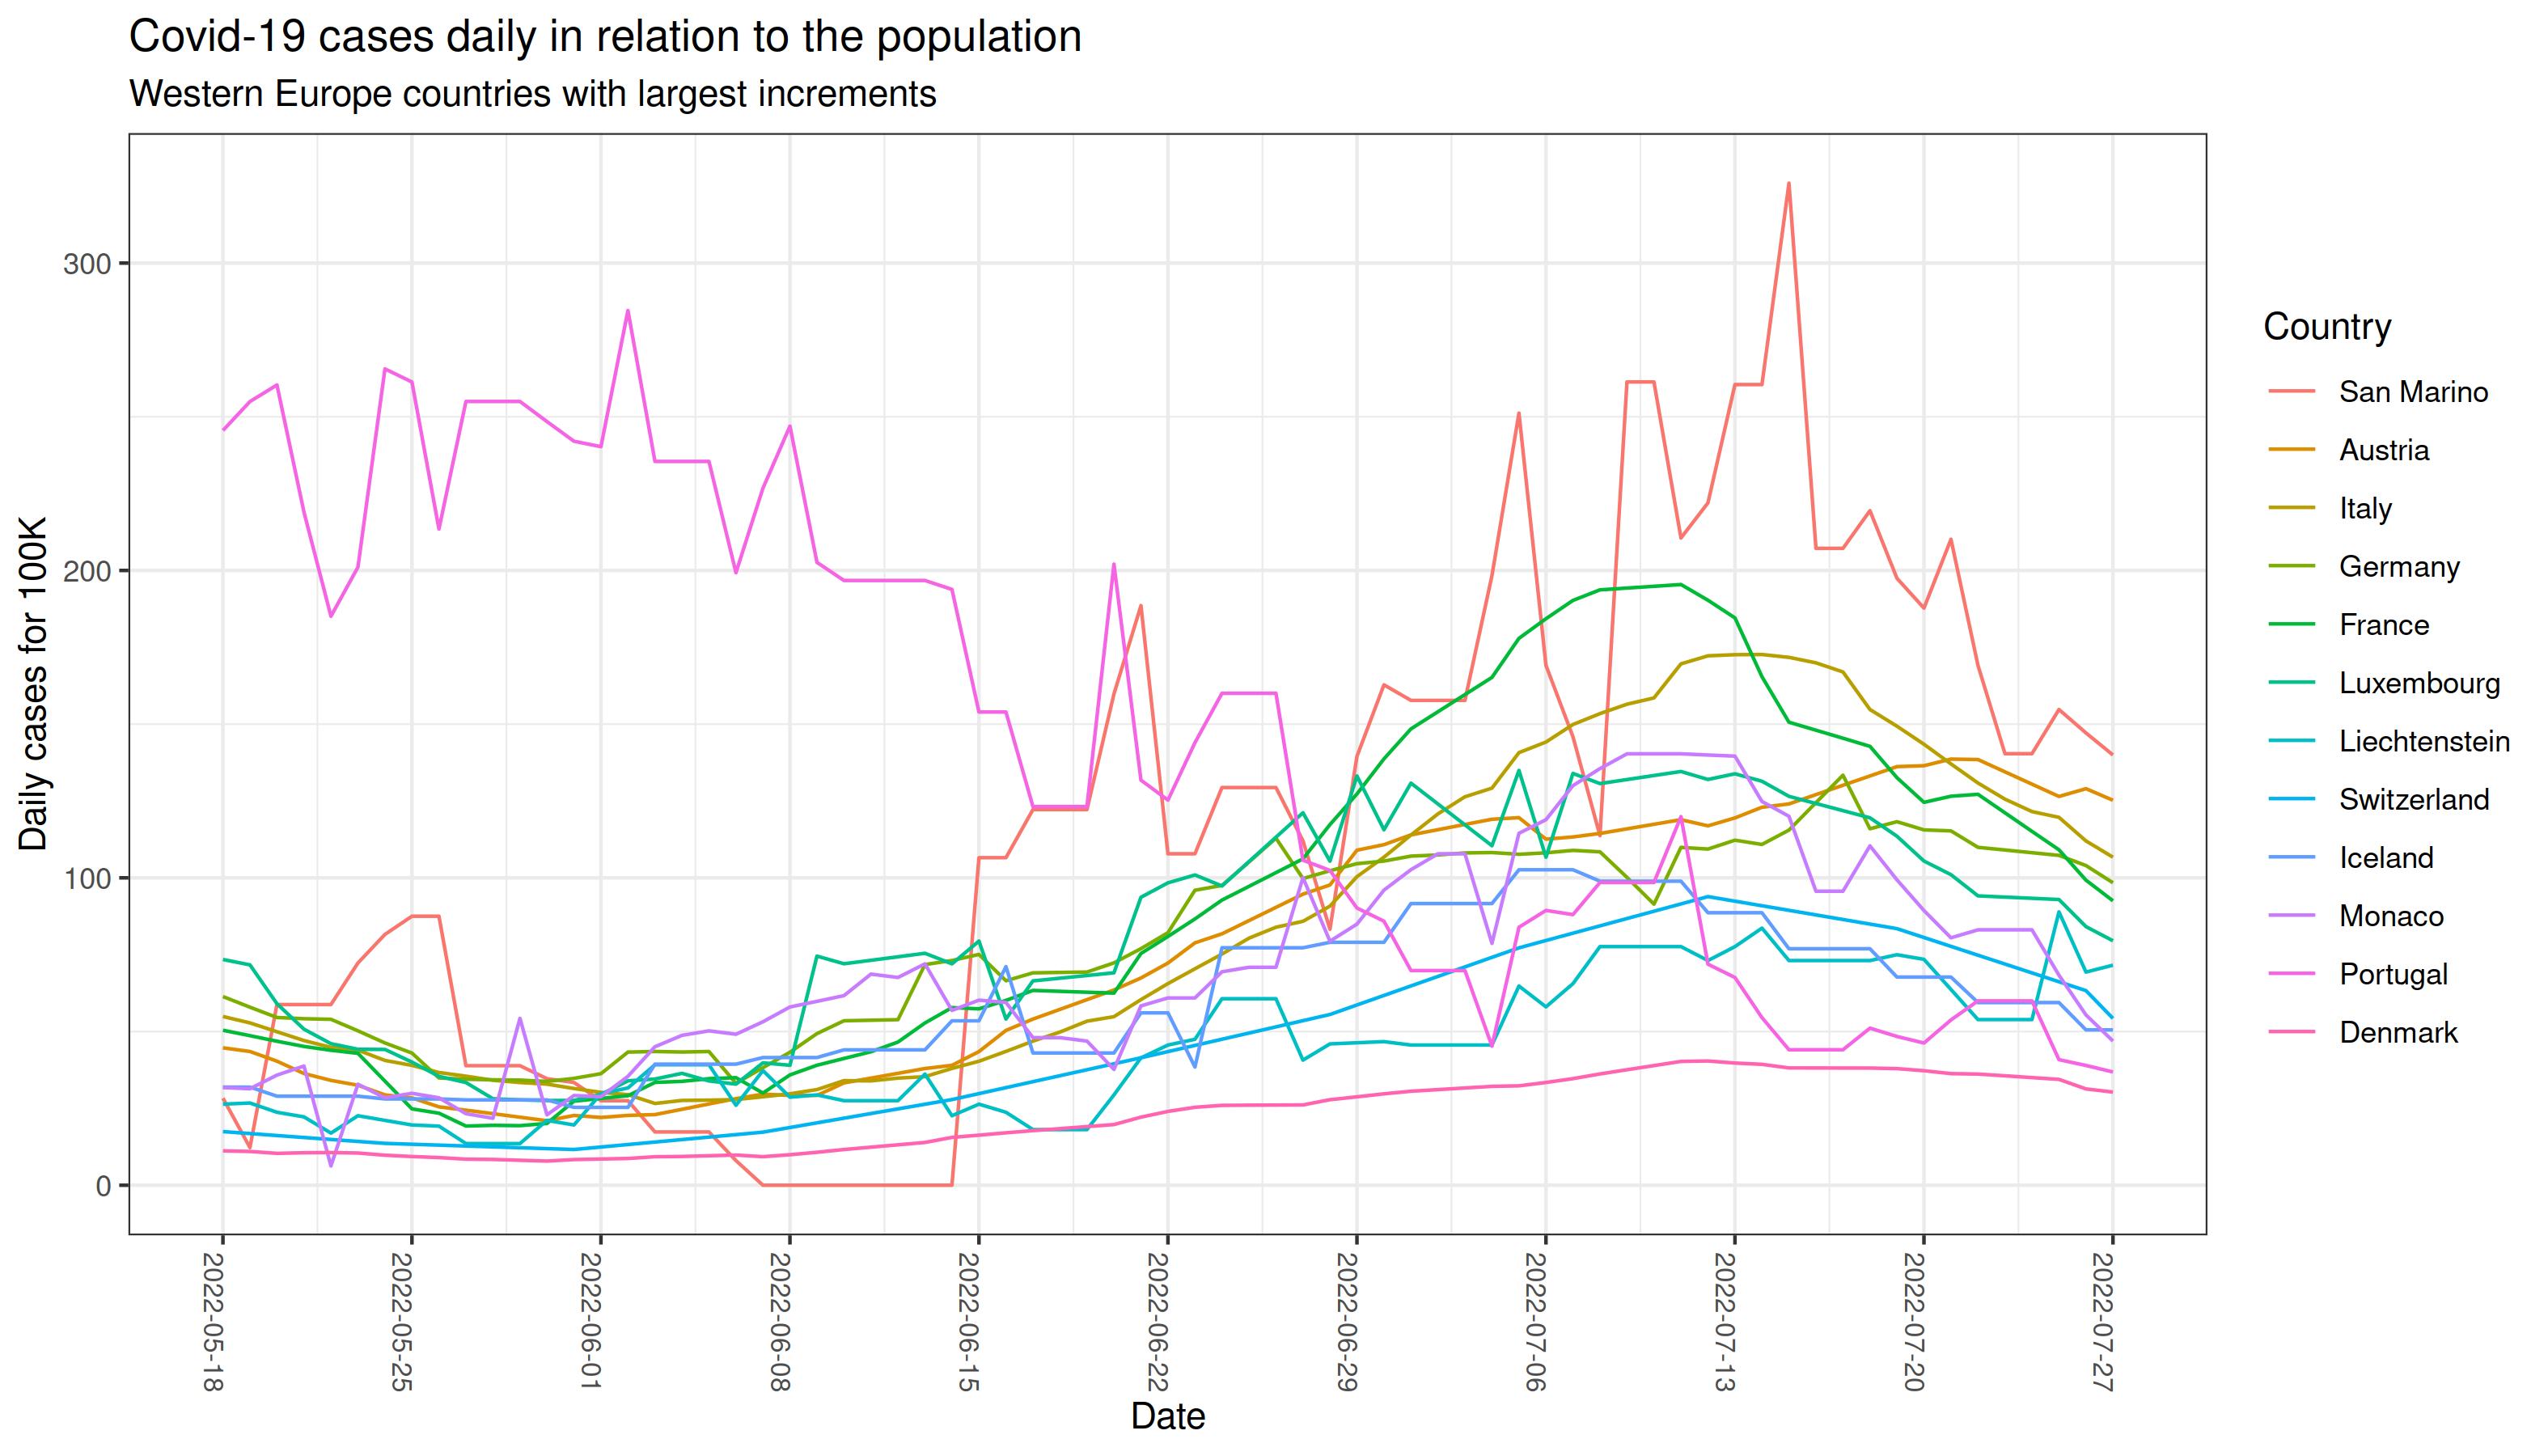 Covid-19 cases daily in relation to the population
Western Europe countries with largest increments
Daily cases for 100K
300
200
100
0
2022-05-18
2022-05-25
2022-06-01
2022-06-08
2022-06-15
2022-06-22
2022-06-29
2022-07-06
2022-07-13
2022-07-20
2022-07-27
Date
Country
San Marino
Austria
Italy
Germany
France
Luxembourg
Liechtenstein
Switzerland
Iceland
Monaco
Portugal
Denmark